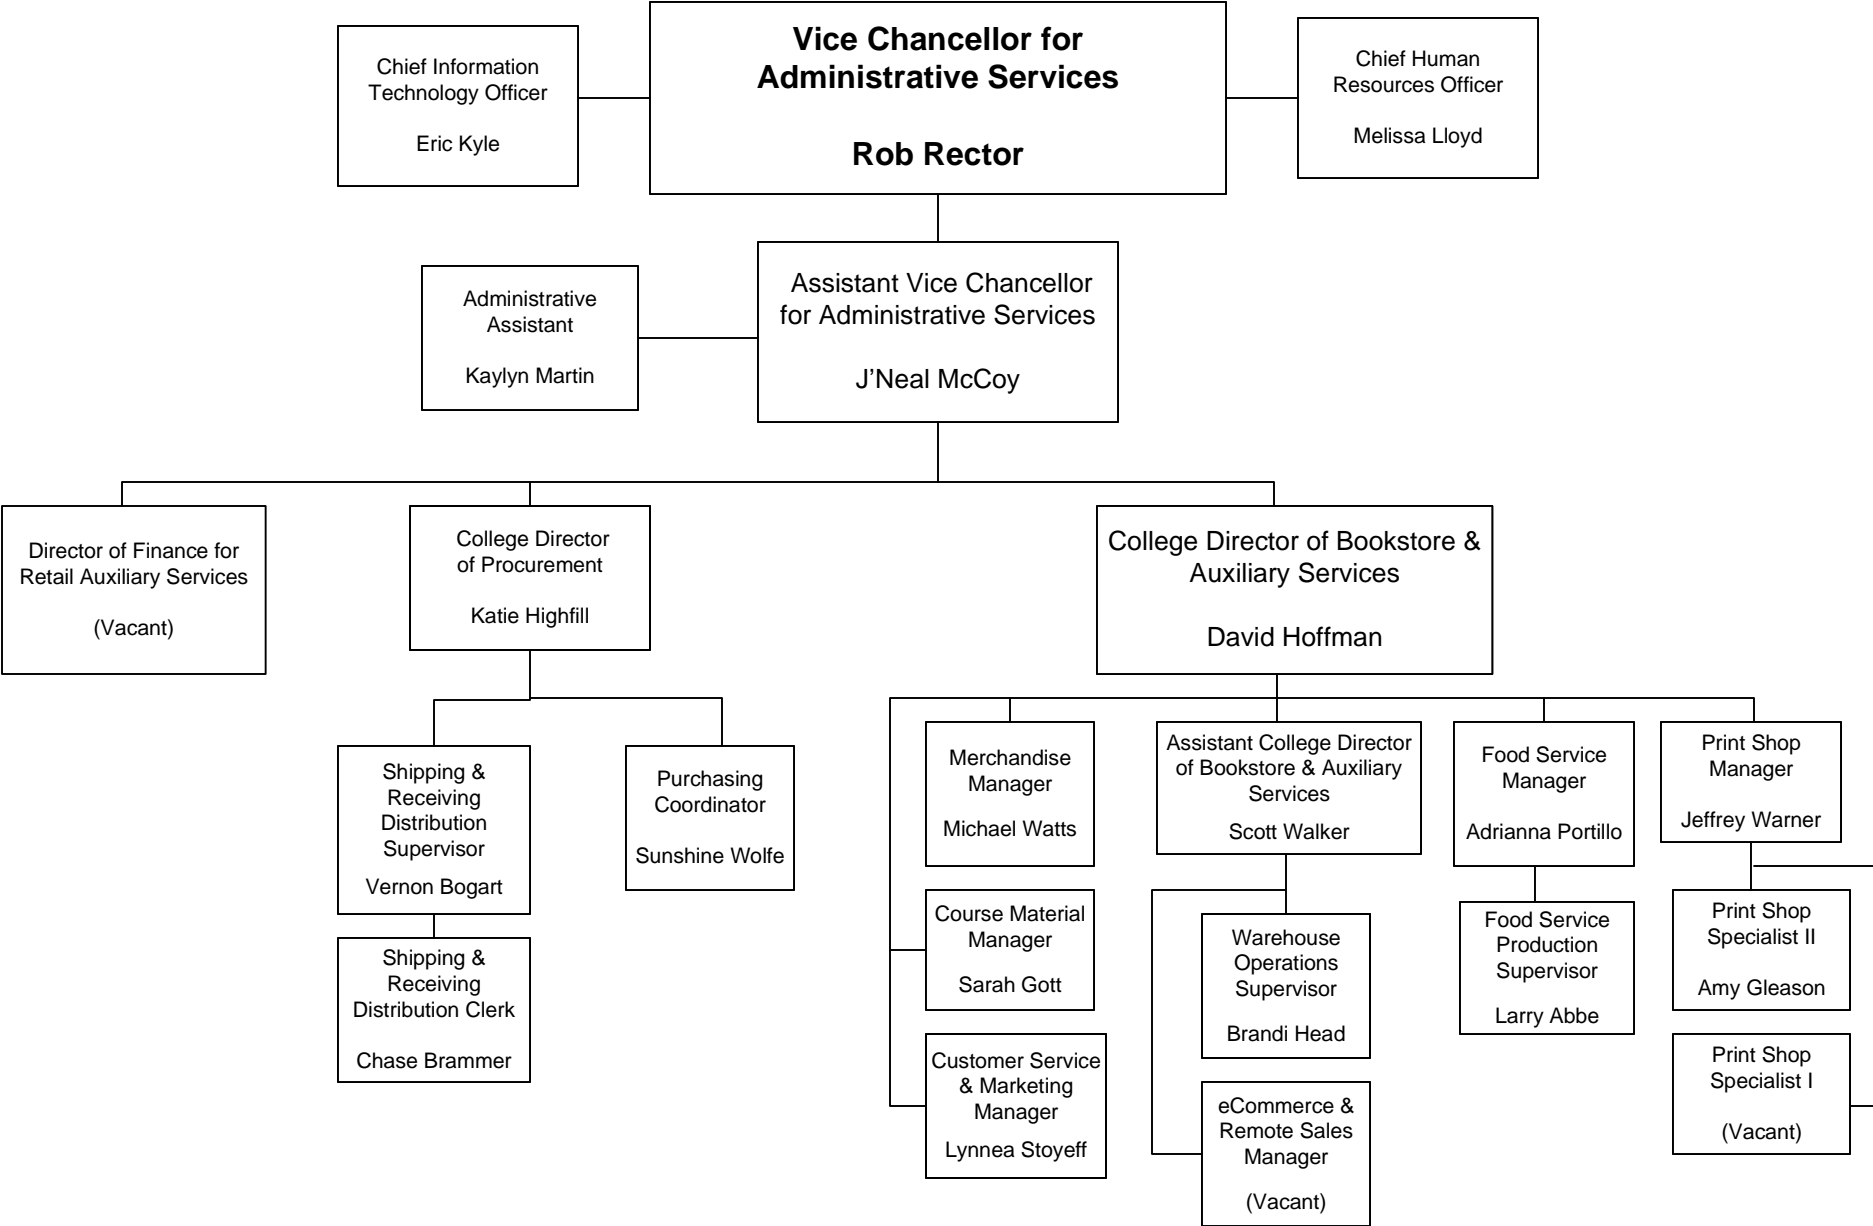 Vice Chancellor for
Administrative Services
Rob Rector
Chief Information
Technology Officer
Eric Kyle
Chief Human
Resources Officer
Melissa Lloyd
Assistant Vice Chancellor
for Administrative Services
J’Neal McCoy
Administrative
Assistant
Kaylyn Martin
Director of Finance for
Retail Auxiliary Services
(Vacant)
College Director
of Procurement
Katie Highfill
College Director of Bookstore &
Auxiliary Services
David Hoffman
Shipping &
Receiving
Distribution
Supervisor
Vernon Bogart
Purchasing
Coordinator
Sunshine Wolfe
Shipping &
Receiving
Distribution Clerk
Chase Brammer
Merchandise
Manager
Michael Watts
Assistant College Director
of Bookstore & Auxiliary
Services
Scott Walker
Food Service
Manager
Adrianna Portillo
Print Shop
Manager
Jeffrey Warner
Course Material
Manager
Sarah Gott
Warehouse
Operations
Supervisor
Brandi Head
Food Service
Production
Supervisor
Larry Abbe
Print Shop
Specialist II
Amy Gleason
Customer Service
& Marketing
Manager
Lynnea Stoyeff
eCommerce &
Remote Sales
Manager
(Vacant)
Print Shop
Specialist I
(Vacant)